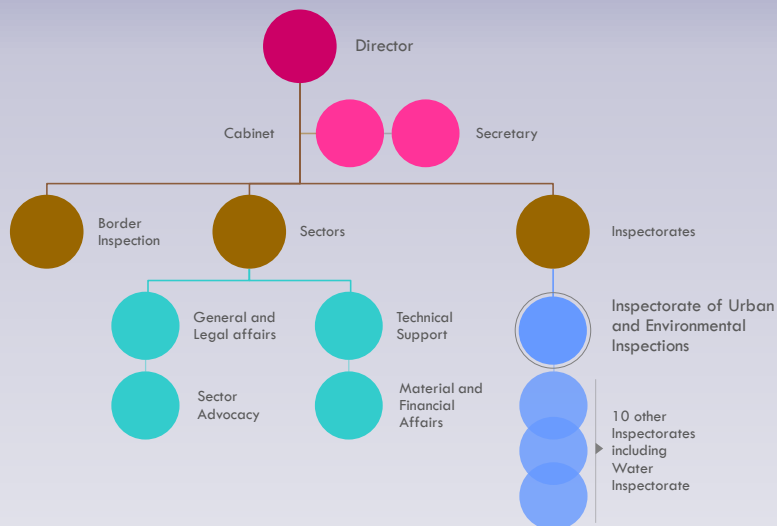 Director
Cabinet
Secretary
Border
Inspection
Sectors
Inspectorates
General and
Legal affairs
Technical
Support
Inspectorate of Urban
and Environmental
Inspections
Sector
Advocacy
Material and
Financial
Affairs
10 other
Inspectorates
including
Water
Inspectorate